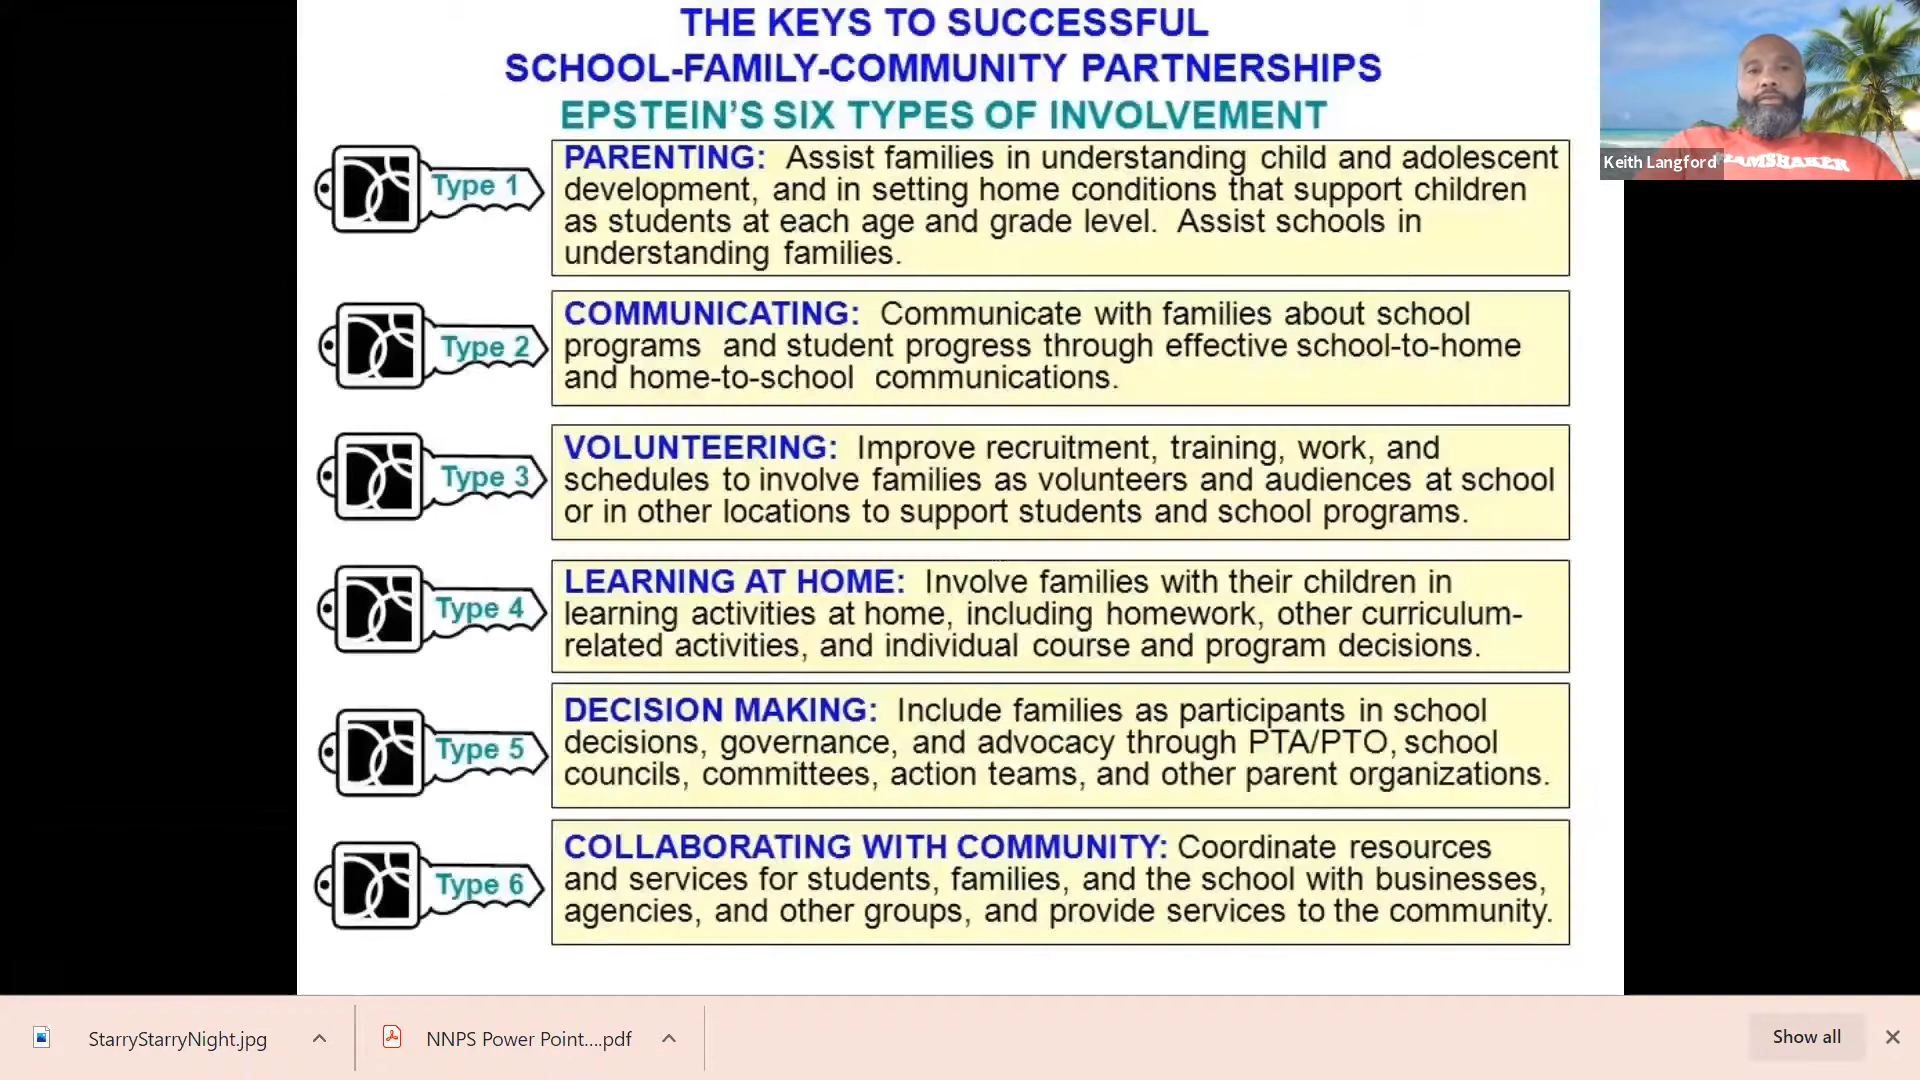 THE KEYS TO SUCCESSFUL
SCHOOL-FAMILY-COMMUNITY PARTNERSHIPS
EPSTEIN'S SIX TYPES OF INVOLVEMENT
Type 1
PARENTING: Assist families in understanding child and adolescent
development, and in setting home conditions that support children
as students at each age and grade level. Assist schools in
understanding families.
Type 2
COMMUNICATING: Communicate with families about school
programs and student progress through effective school-to-home
and home-to-school communications.
Type 3
VOLUNTEERING: Improve recruitment, training, work, and
schedules to involve families as volunteers and audiences at school
or in other locations to support students and school programs.
Type 4
LEARNING AT HOME: Involve families with their children in
learning activities at home, including homework, other curriculum-
related activities, and individual course and program decisions.
Type 5
DECISION MAKING: Include families as participants in school
decisions, governance, and advocacy through PTA/PTO, school
councils, committees, action teams, and other parent organizations.
Type 6
COLLABORATING WITH COMMUNITY: Coordinate resources
and services for students, families, and the school with businesses,
agencies, and other groups, and provide services to the community.
Keith Langford
StarryStarryNight.jpg
NNPS Power Point....pdf
Show all